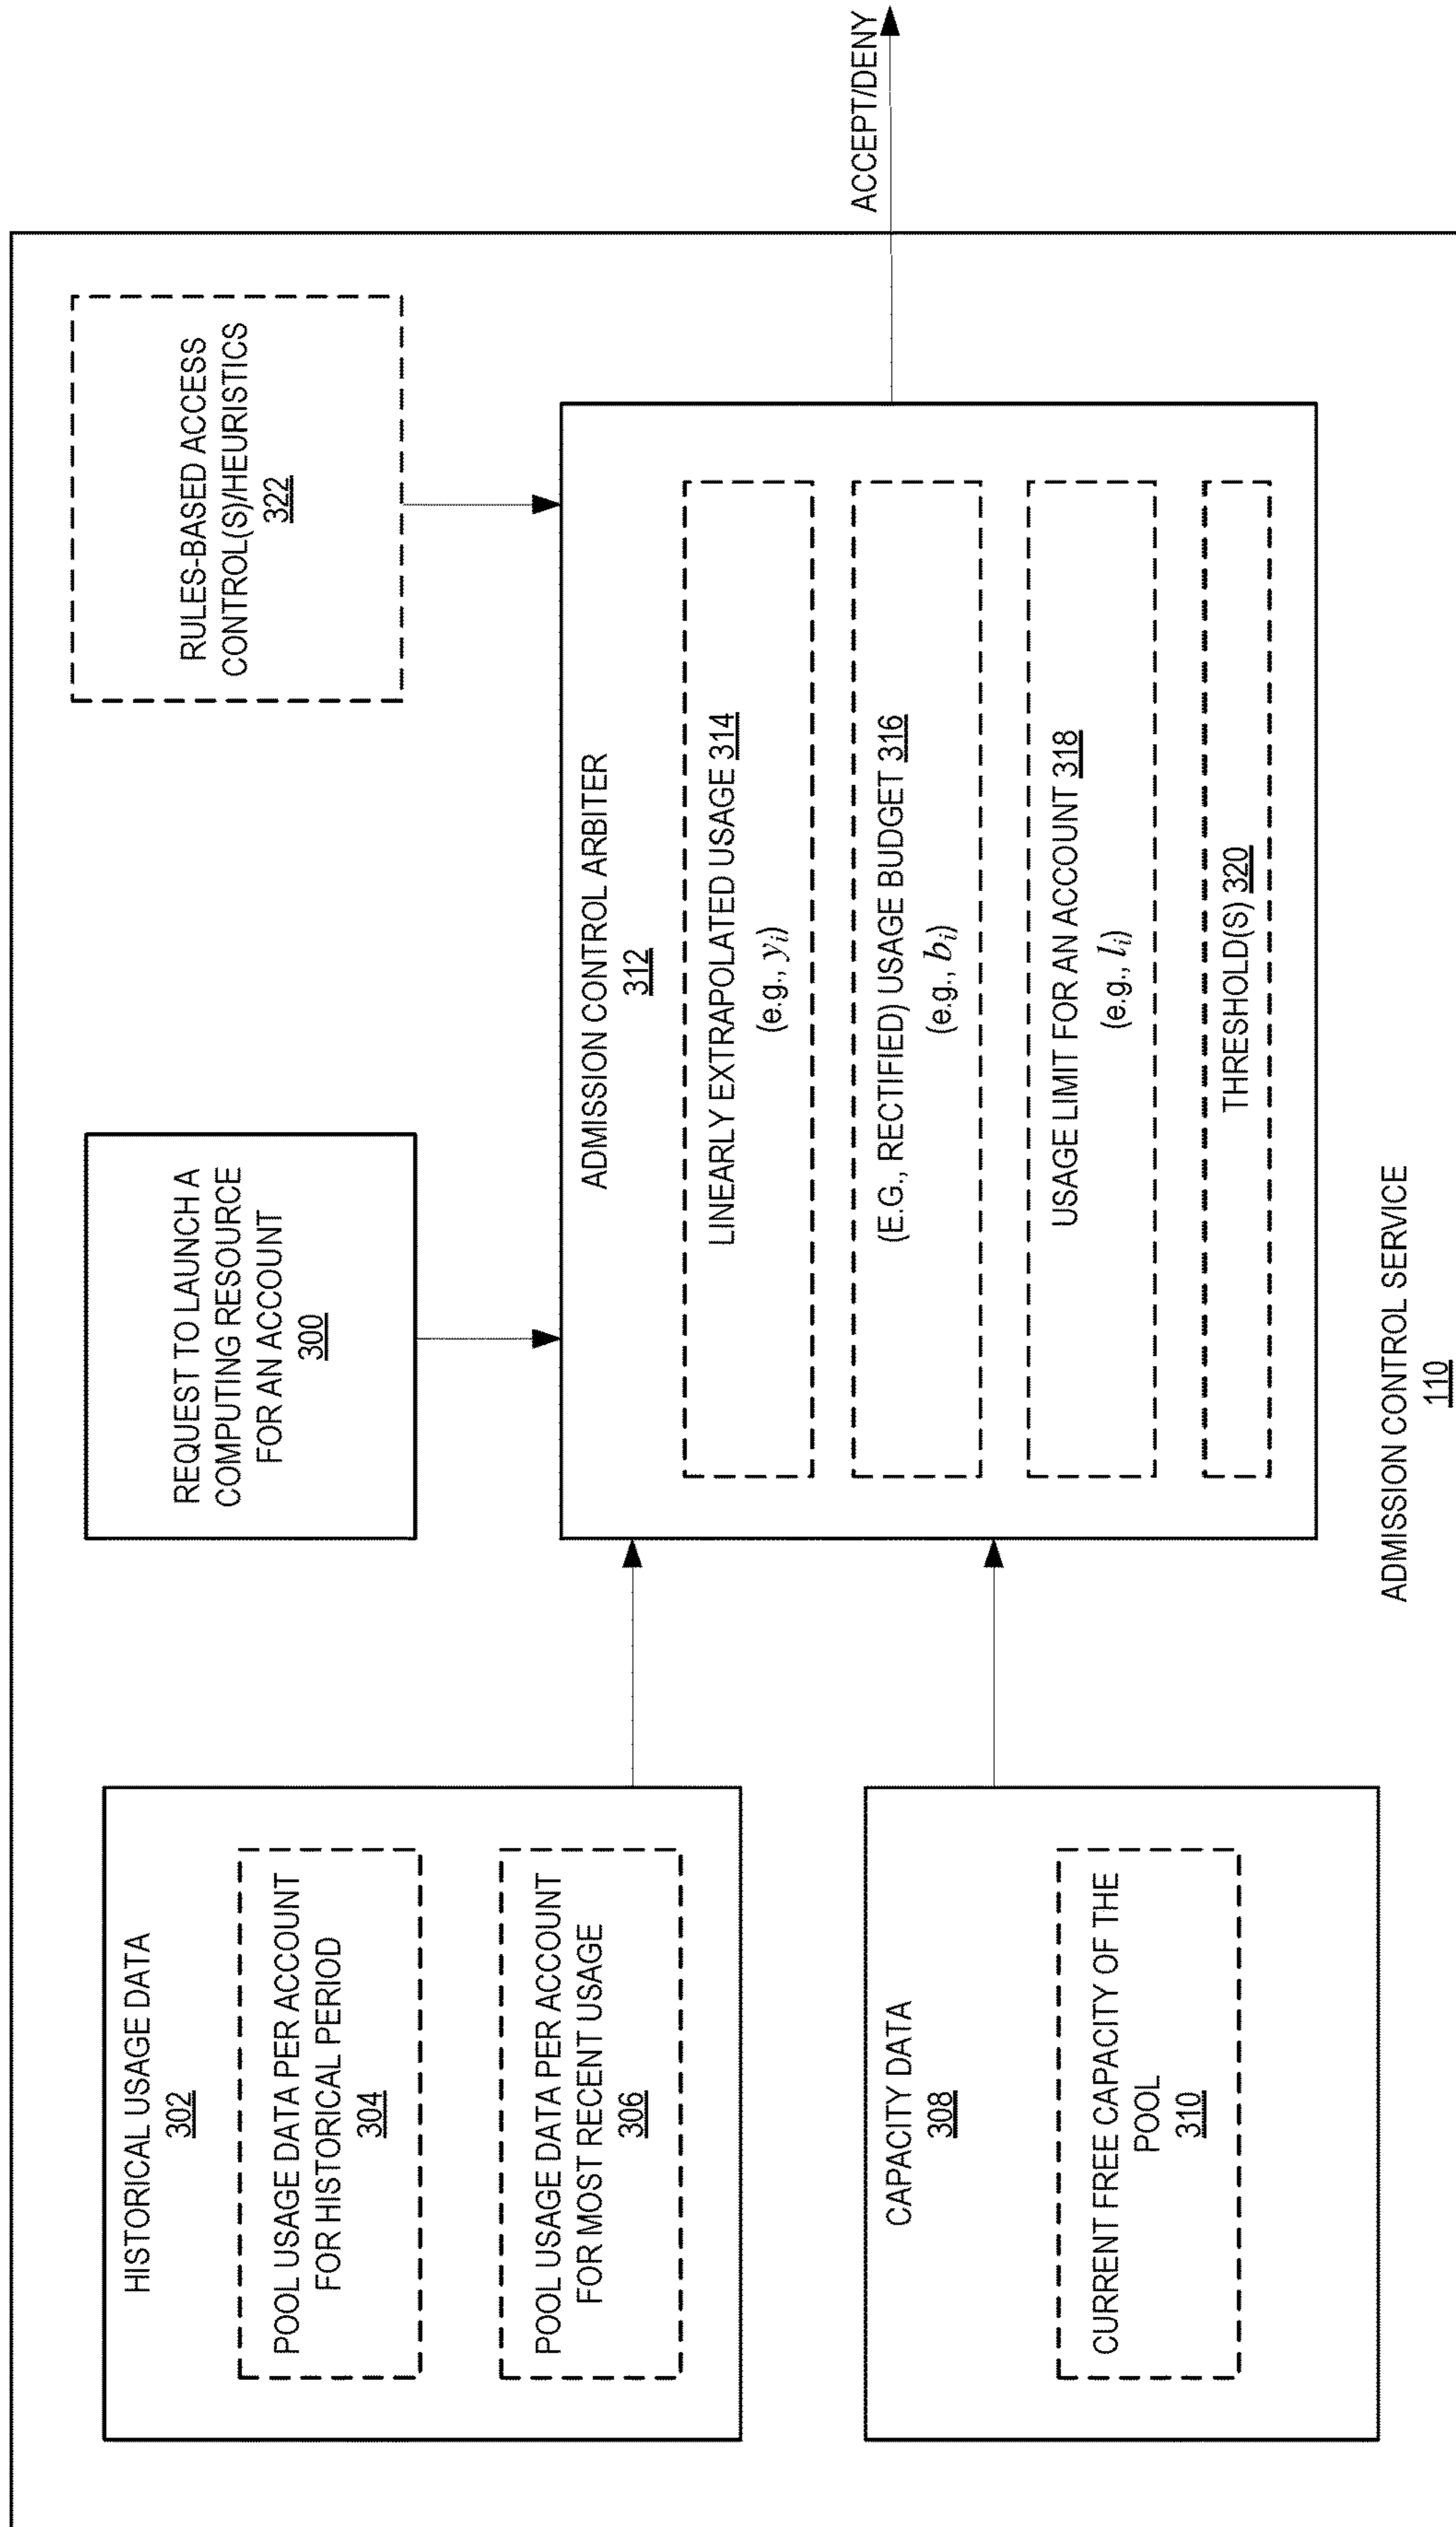 HISTORICAL USAGE DATA
302
POOL USAGE DATA PER ACCOUNT
FOR HISTORICAL PERIOD
304
POOL USAGE DATA PER ACCOUNT
FOR MOST RECENT USAGE
306
CAPACITY DATA
308
CURRENT FREE CAPACITY OF THE
POOL
310
REQUEST TO LAUNCH A
COMPUTING RESOURCE
FOR AN ACCOUNT
300
RULES-BASED ACCESS
CONTROL(S)/HEURISTICS
322
ADMISSION CONTROL ARBITER
312
LINEARLY EXTRAPOLATED USAGE 314
(e.g., yi)
(E.G., RECTIFIED) USAGE BUDGET 316
(e.g., bi)
USAGE LIMIT FOR AN ACCOUNT 318
(e.g., li)
THRESHOLD(S) 320
ACCEPT/DENY
ADMISSION CONTROL SERVICE
110